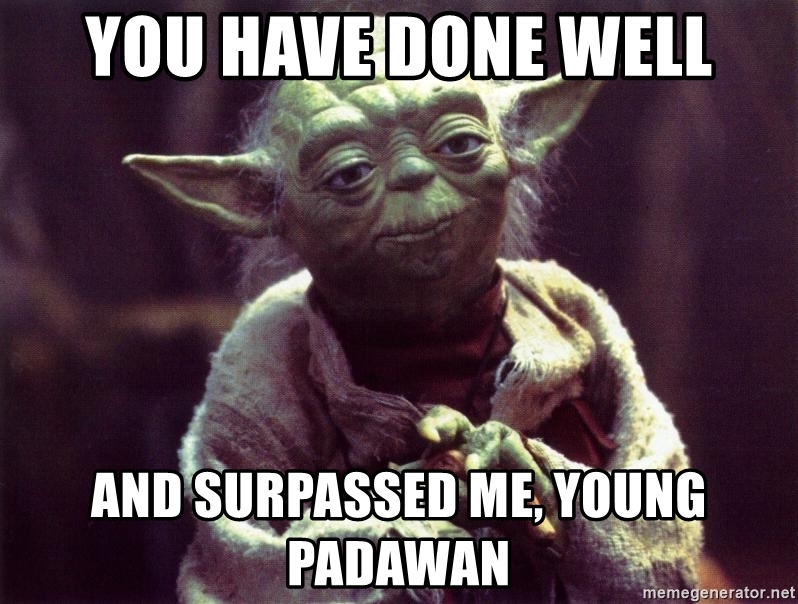 YOU HAVE DONE WELL
AND SURPASSED ME, YOUNG
PADAWAN
memegenerator.net